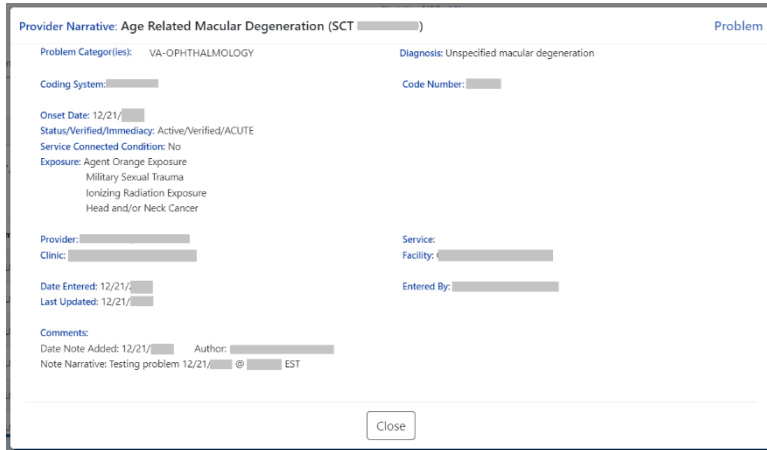 Provider Narrative: Age Related Macular Degeneration (SCT )
Problem
Problem Categor(ies): VA-OPHTHALMOLOGY
Diagnosis: Unspecified macular degeneration
Coding System:
Code Number:
Onset Date: 12/21/
Status/Verified/Immediacy: Active/Verified/ACUTE
Service Connected Condition: No
Exposure: Agent Orange Exposure
Military Sexual Trauma
Ionizing Radiation Exposure
Head and/or Neck Cancer
Provider:
Service:
Clinic:
Facility:
Date Entered: 12/21/
Entered By:
Last Updated: 12/21/
Comments:
Date Note Added: 12/21/ Author:
Note Narrative: Testing problem 12/21/ @ EST
Close